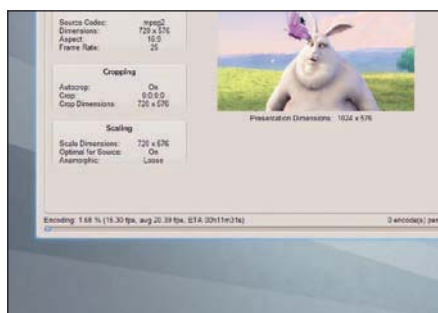 Source Codec: mpeg2
Dimensions: 720 x 576
Aspect: 16:9
Frame Rate: 25
Cropping
Autocrop: On
Crop: 0:0:0:0
Crop Dimensions: 720 x 576
Scaling
Scale Dimensions: 720 x 576
Optimal for Source: On
Anamorphic: Loose
Presentation Dimensions: 1024 x 576
Encoding: 1.68 % (16.30 fps, avg 20.39 fps, ETA 00h11m31s)
0 encode(s) pen